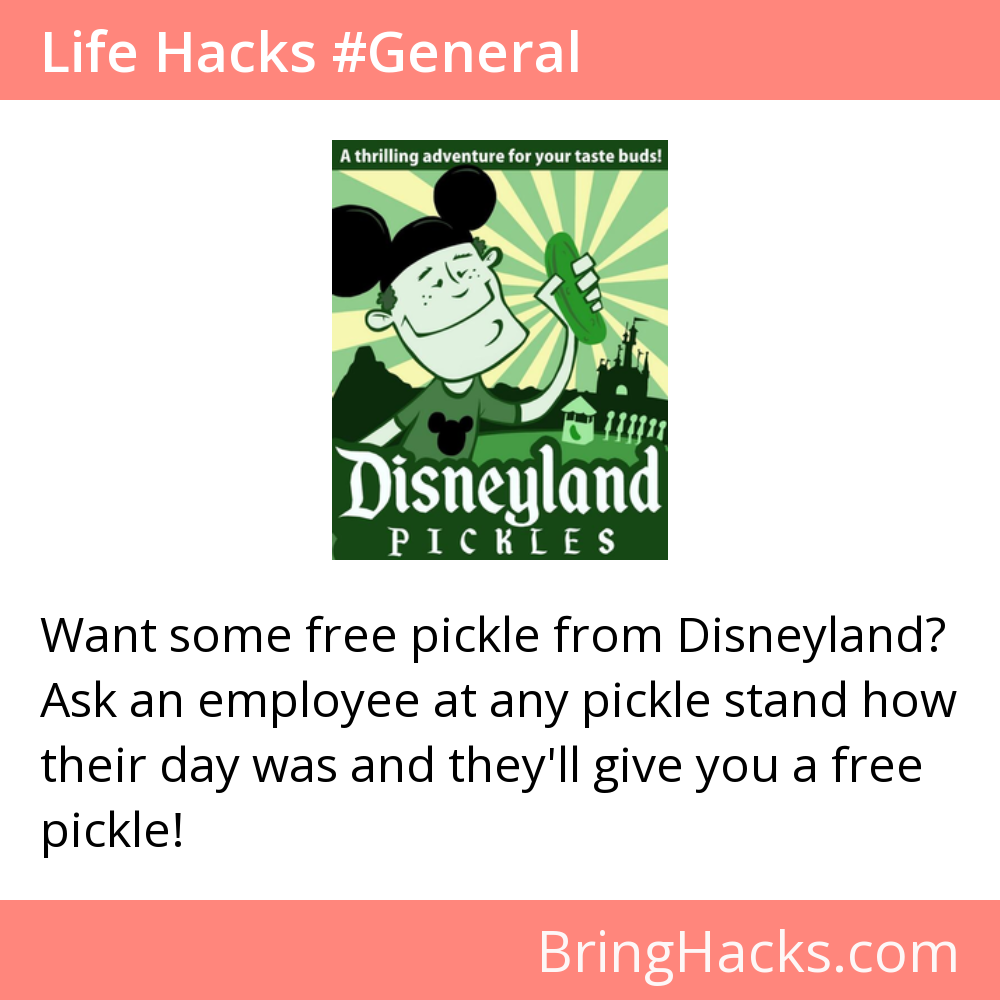 Life Hacks #General
A thrilling adventure for your taste buds!
Disneyland
PICKLES
Want some free pickle from Disneyland?
Ask an employee at any pickle stand how
their day was and they'll give you a free
pickle!
BringHacks.com